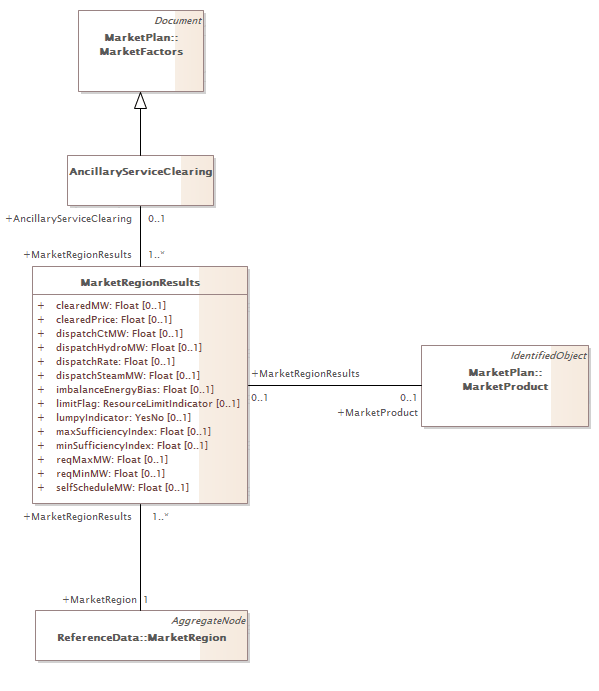 Document
MarketPlan::
MarketFactors
AncillaryServiceClearing
+AncillaryServiceClearing 0..1
+MarketRegionResults 1..*
MarketRegionResults
+ clearedMW: Float [0..1]
+ clearedPrice: Float [0..1]
+ dispatchCtMW: Float [0..1]
+ dispatchHydroMW: Float [0..1]
+ dispatchRate: Float [0..1]
+ dispatchSteamMW: Float [0..1]
+ imbalanceEnergyBias: Float [0..1]
+ limitFlag: ResourceLimitIndicator [0..1]
+ lumpyIndicator: YesNo [0..1]
+ maxSufficiencyIndex: Float [0..1]
+ minSufficiencyIndex: Float [0..1]
+ reqMaxMW: Float [0..1]
+ reqMinMW: Float [0..1]
+ selfScheduleMW: Float [0..1]
+MarketRegionResults
0..1 0..1
+MarketProduct
IdentifiedObject
MarketPlan::
MarketProduct
+MarketRegionResults 1..*
+MarketRegion 1
AggregateNode
ReferenceData::MarketRegion